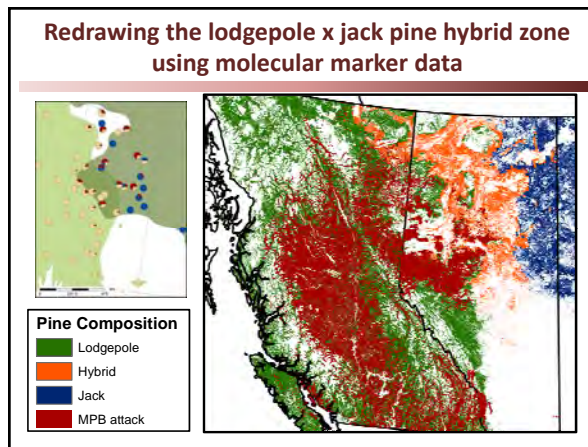 Redrawing the lodgepole x jack pine hybrid zone
using molecular marker data
Pine Composition
Lodgepole
Hybrid
Jack
MPB attack